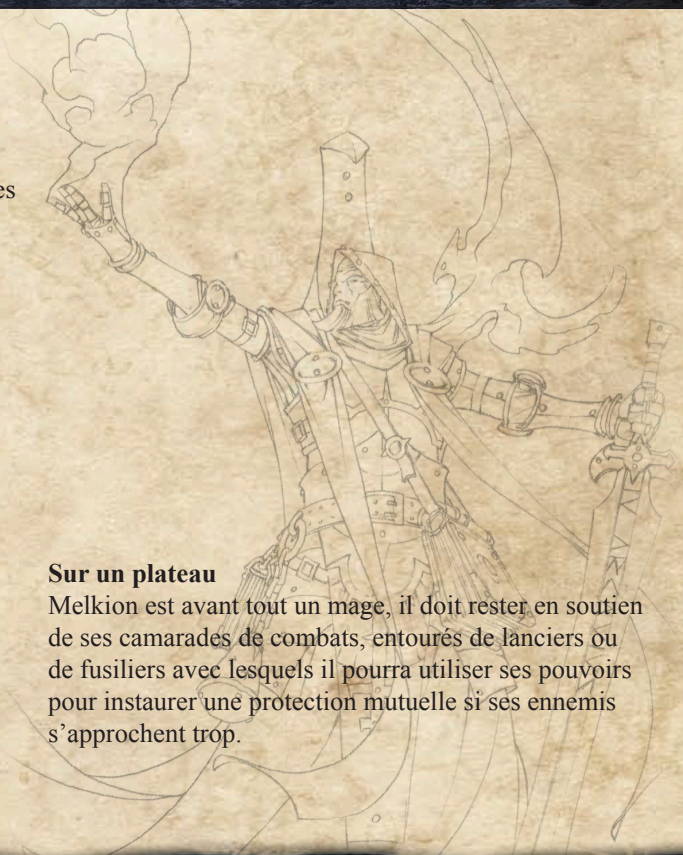 es
Sur un plateau
Melkion est avant tout un mage, il doit rester en soutien
de ses camarades de combats, entourés de lanciers ou
de fusiliers avec lesquels il pourra utiliser ses pouvoirs
pour instaurer une protection mutuelle si ses ennemis
s'approchent trop.